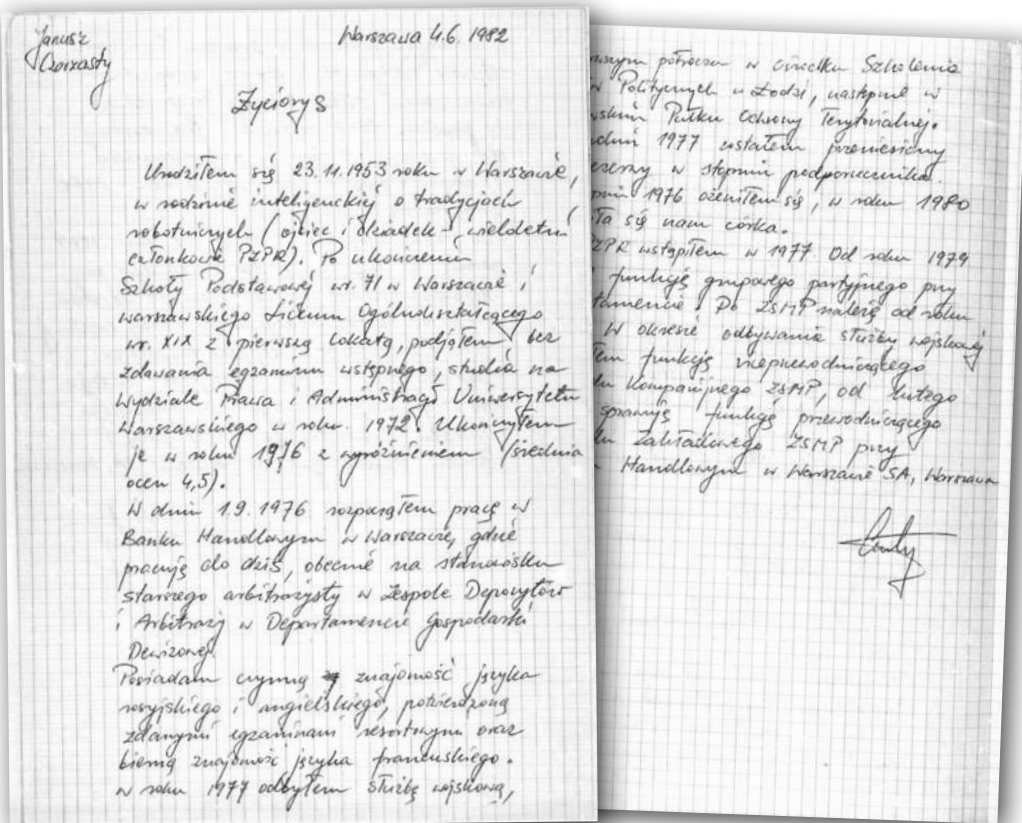 Janusz
Czarzasty
Warszawa 4.6. 1982
Życiorys
Urodziłem się 23.11.1953 roku w Warszawie,
w rodzinie inteligenckiej o tradycjach
robotniczych (ojciec i dziadek - wieloletni
członkowie PZPR). Po ukończeniu
Szkoły Podstawowej nr. 71 w Warszawie i
warszawskiego Liceum Ogólnokształcącego
nr. XIX z pierwszą lokatą, podjąłem bez
zdawania egzaminu wstępnego, studia na
Wydziale Prawa i Administracji Uniwersytetu
Warszawskiego w roku 1972. Ukończyłem
je w roku 1976 z wyróżnieniem (średnia
ocen 4,5).
W dniu 1.9.1976 rozpocząłem pracę w
Banku Handlowym w Warszawie, gdzie
pracuję do dziś, obecnie na stanowisku
starszego arbitrażysty w Zespole Depozytów
i Arbitraży w Departamencie Gospodarki
Dewizowej.
Posiadam czynną znajomość języka
rosyjskiego i angielskiego, potwierdzoną
zdanymi egzaminami resortowym oraz
bierną znajomość języka francuskiego.
W roku 1977 odbyłem służbę wojskową,
półroczu w Ośrodku Szkolenia
Politycznych w Łodzi, następnie w
Pułku Ochrony Terytorialnej.
1977 zostałem przeniesiony
w stopniu podporucznika.
1976 ożeniłem się, w roku 1980
się nam córka.
PZPR wstąpiłem w 1977. Od roku 1979
funkcję grupowego partyjnego przy
Do ZSMP należę od roku
W okresie odbywania służby wojskowej
funkcję wiceprzewodniczącego
Kompanijnego ZSMP, od lutego
sprawuję funkcję przewodniczącego
Zakładowego ZSMP przy
Handlowym w Warszawie SA, Warszawa